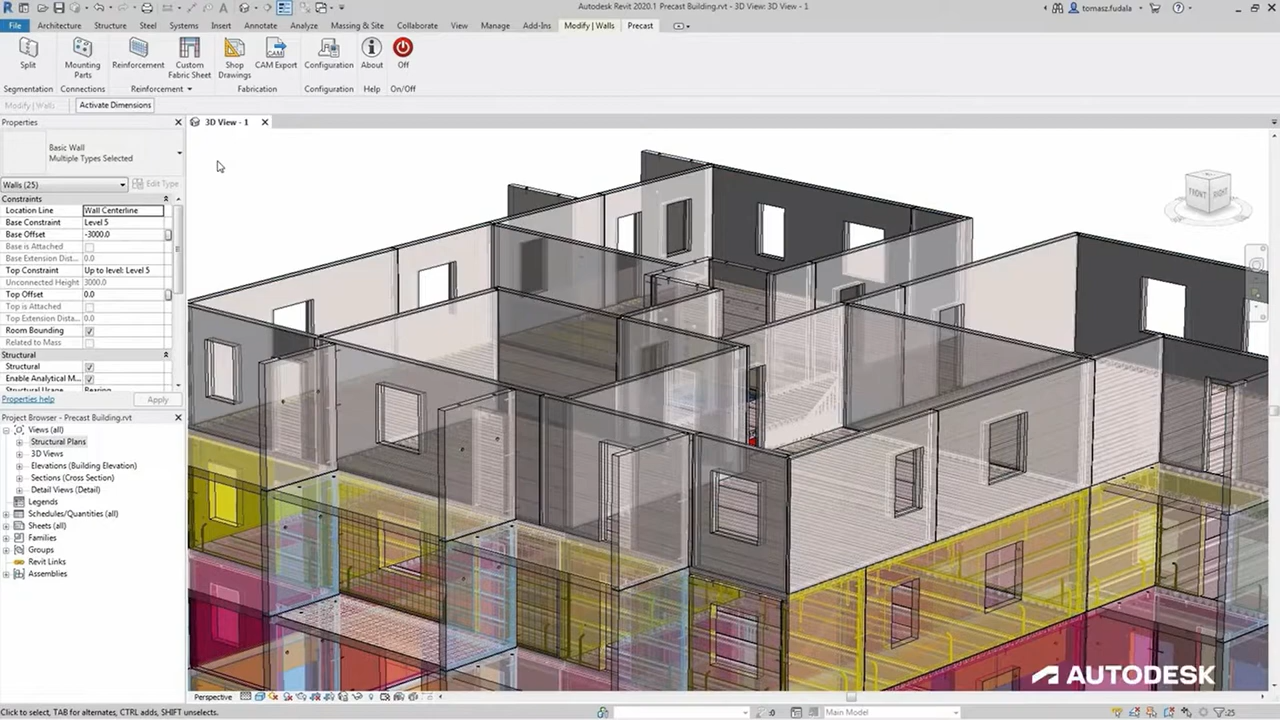 Autodesk Revit 2020.1 Precast Building.rvt - 3D View: 3D View - 1
tomasz.fudala
File Architecture Structure Steel Systems Insert Annotate Analyze Massing & Site Collaborate View Manage Add-Ins Modify | Walls Precast
Split Mounting Parts Reinforcement Custom Fabric Sheet Shop Drawings CAM Export Configuration About Off
Segmentation Connections Reinforcement Fabrication Configuration Help On/Off
Modify | Walls Activate Dimensions
Properties
3D View - 1
Basic Wall
Multiple Types Selected
Walls (25) Edit Type
Constraints
Location Line Wall Centerline
Base Constraint Level 5
Base Offset -3000.0
Base is Attached
Base Extension Dist... 0.0
Top Constraint Up to level: Level 5
Unconnected Height 3000.0
Top Offset 0.0
Top is Attached
Top Extension Dista... 0.0
Room Bounding
Related to Mass
Structural
Structural
Enable Analytical M...
Structural Usage Bearing
Properties help Apply
Project Browser - Precast Building.rvt
Views (all)
Structural Plans
3D Views
Elevations (Building Elevation)
Sections (Cross Section)
Detail Views (Detail)
Legends
Schedules/Quantities (all)
Sheets (all)
Families
Groups
Revit Links
Assemblies
FRONT RIGHT
AUTODESK
Perspective
Click to select, TAB for alternates, CTRL adds, SHIFT unselects.
:0
Main Model
:25